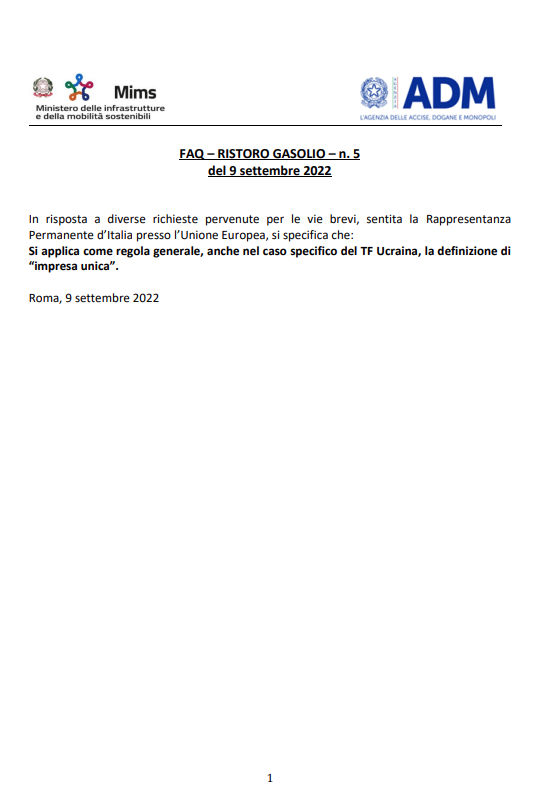 Mims
Ministero delle infrastrutture
e della mobilità sostenibili
ADM
L'AGENZIA DELLE ACCISE, DOGANE E MONOPOLI
FAQ – RISTORO GASOLIO – n. 5
del 9 settembre 2022
In risposta a diverse richieste pervenute per le vie brevi, sentita la Rappresentanza
Permanente d'Italia presso l'Unione Europea, si specifica che:
Si applica come regola generale, anche nel caso specifico del TF Ucraina, la definizione di
“impresa unica”.
Roma, 9 settembre 2022
1